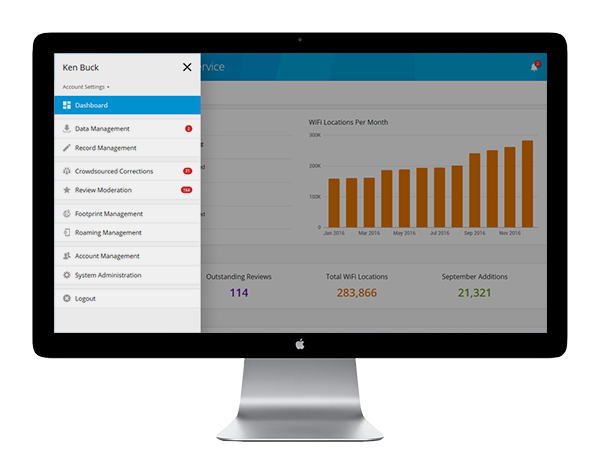 Ken Buck
Account Settings
Dashboard
Data Management 2
Record Management
Crowdsourced Corrections 21
Review Moderation 164
Footprint Management
Roaming Management
Account Management
System Administration
Logout
WiFi Locations Per Month
300K
200K
100K
0
Jan 2016 Mar 2016 May 2016 Jul 2016 Sep 2016 Nov 2016
Outstanding Reviews Total WiFi Locations September Additions
114 283,866 21,321